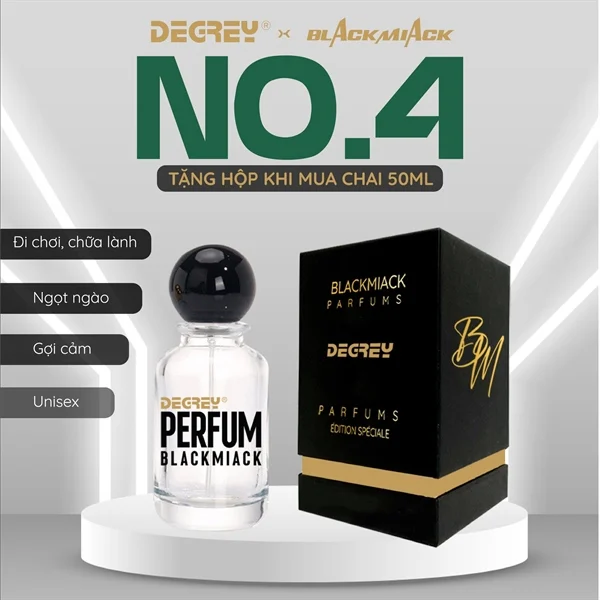 DEGREY® × BLACKMIACK
NO.4
TẶNG HỘP KHI MUA CHAI 50ML
Đi chơi, chữa lành
Ngọt ngào
Gợi cảm
Unisex
DEGREY®
PERFUM
BLACKMIACK
BLACKMIACK
PARFUMS
DEGREY
PARFUMS
ÉDITION SPÉCIALE
BM